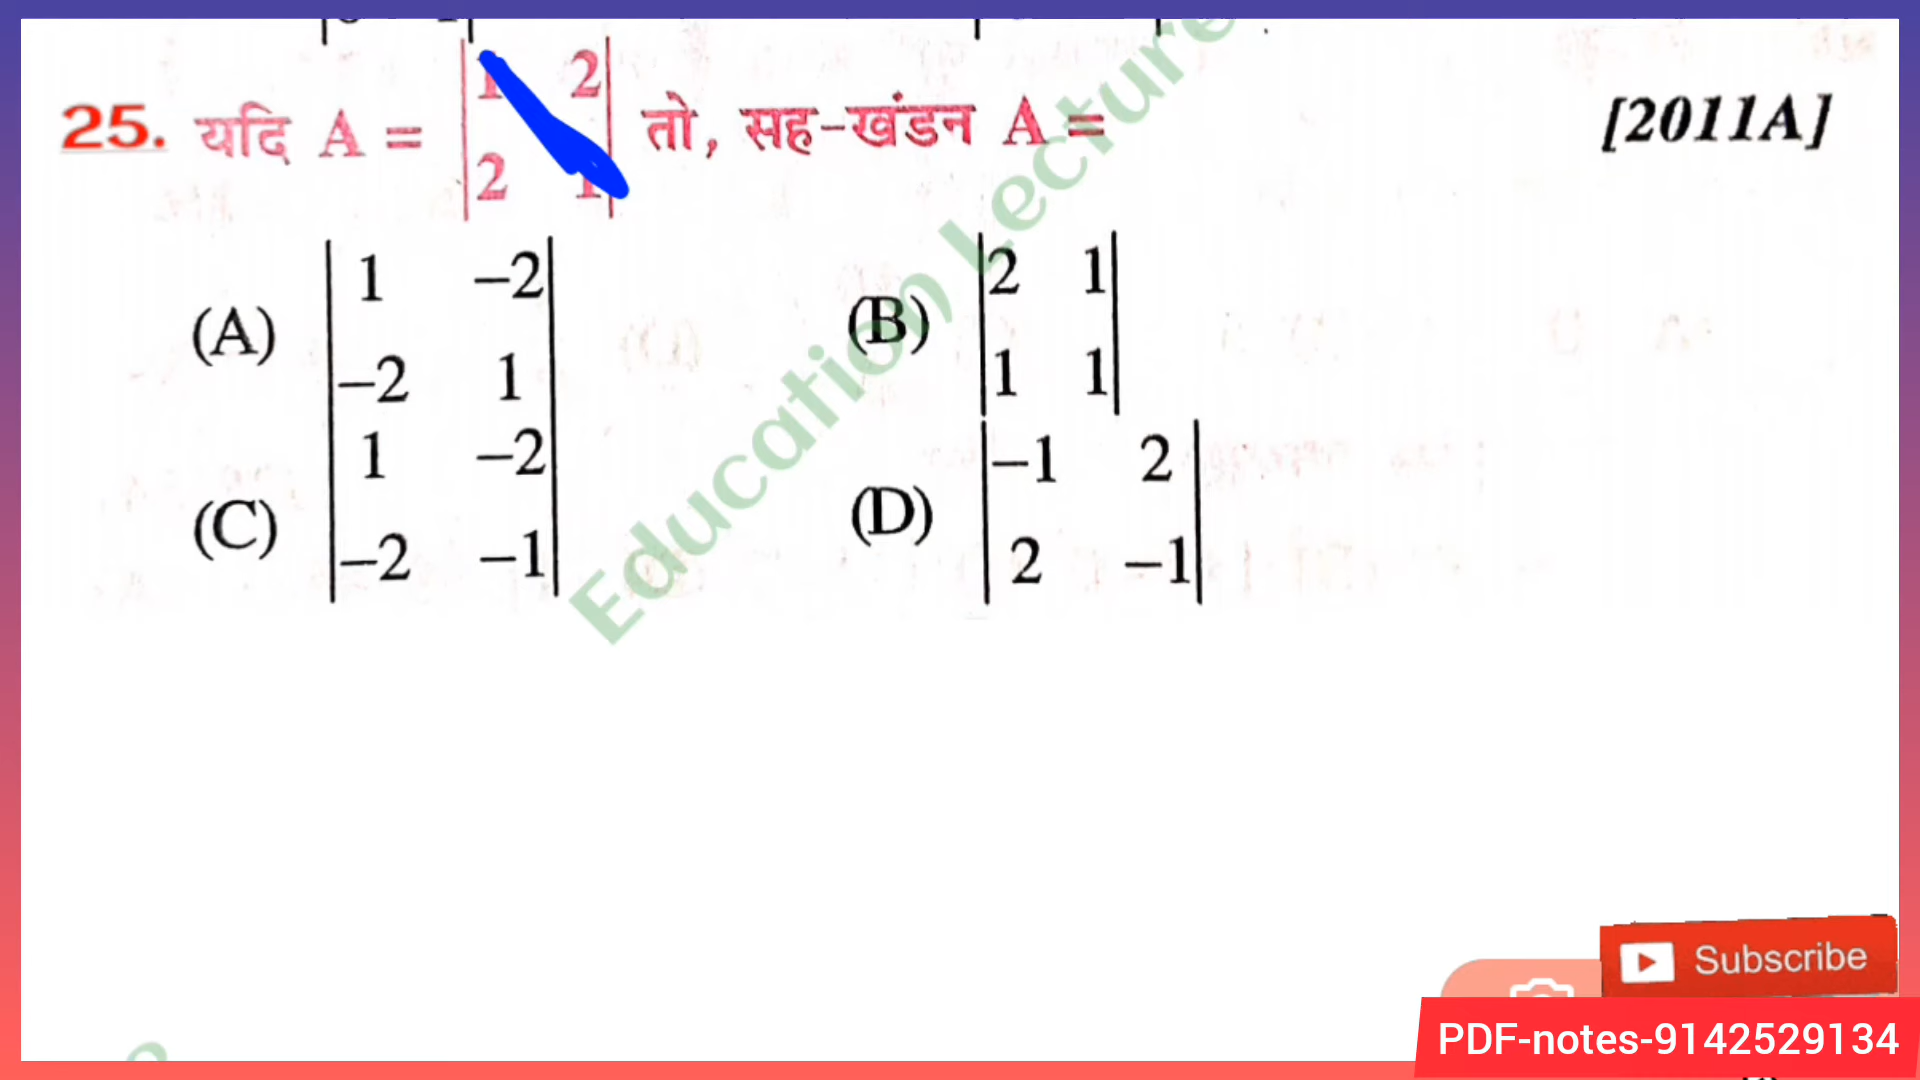 25. यदि A = |1 2| तो, सह-खंडन A = [2011A]
|2 1|
(A) |1 -2| (B) |2 1|
|-2 1| |1 1|
(C) |1 -2| (D) |-1 2|
|-2 -1| |2 -1|
Education Lecture
Subscribe
PDF-notes-9142529134